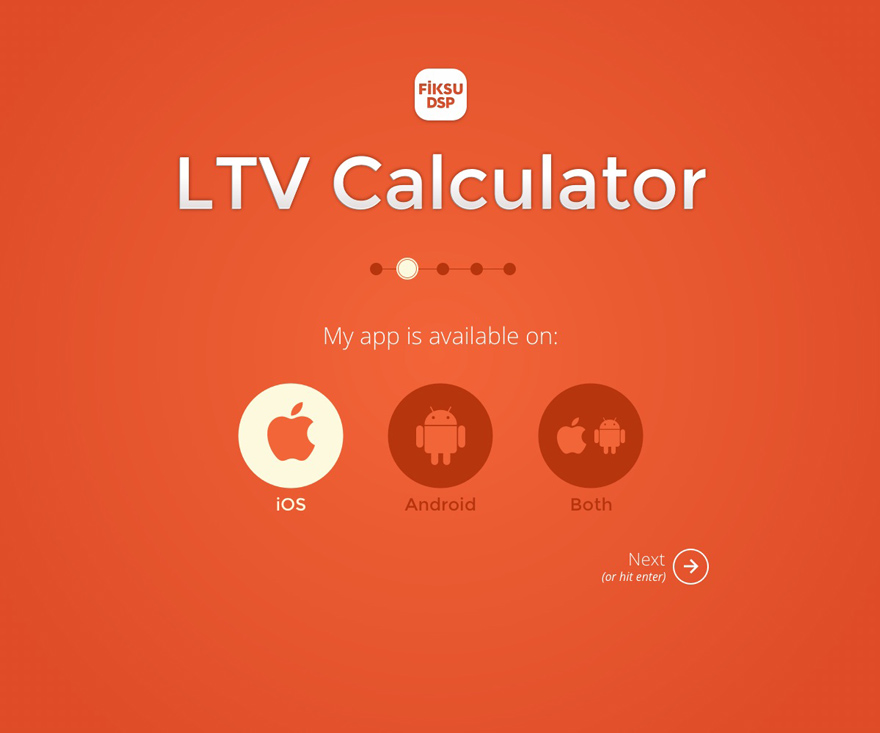 FIKSU
DSP
LTV Calculator
My app is available on:
iOS
Android
Both
Next
(or hit enter)